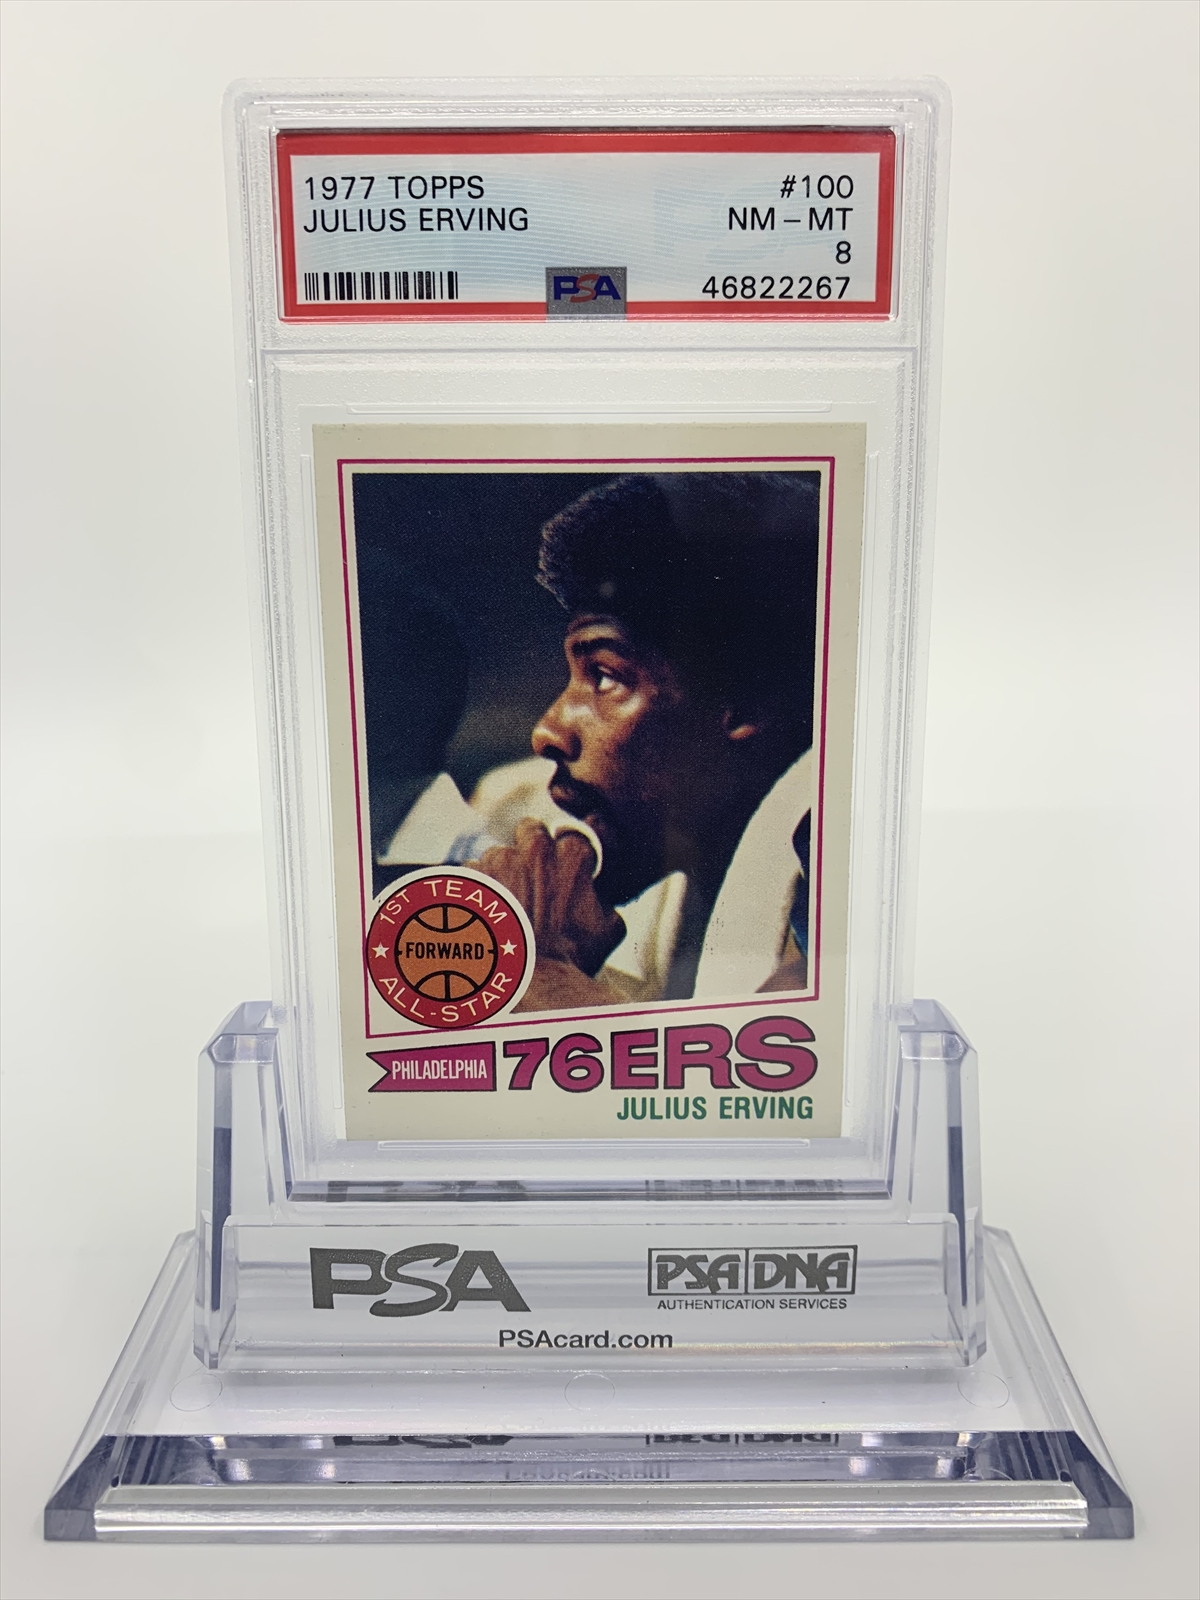 1977 TOPPS #100
JULIUS ERVING NM - MT
8
PSA 46822267
1ST TEAM
FORWARD
ALL-STAR
PHILADELPHIA 76ERS
JULIUS ERVING
PSA PSA DNA
AUTHENTICATION SERVICES
PSAcard.com